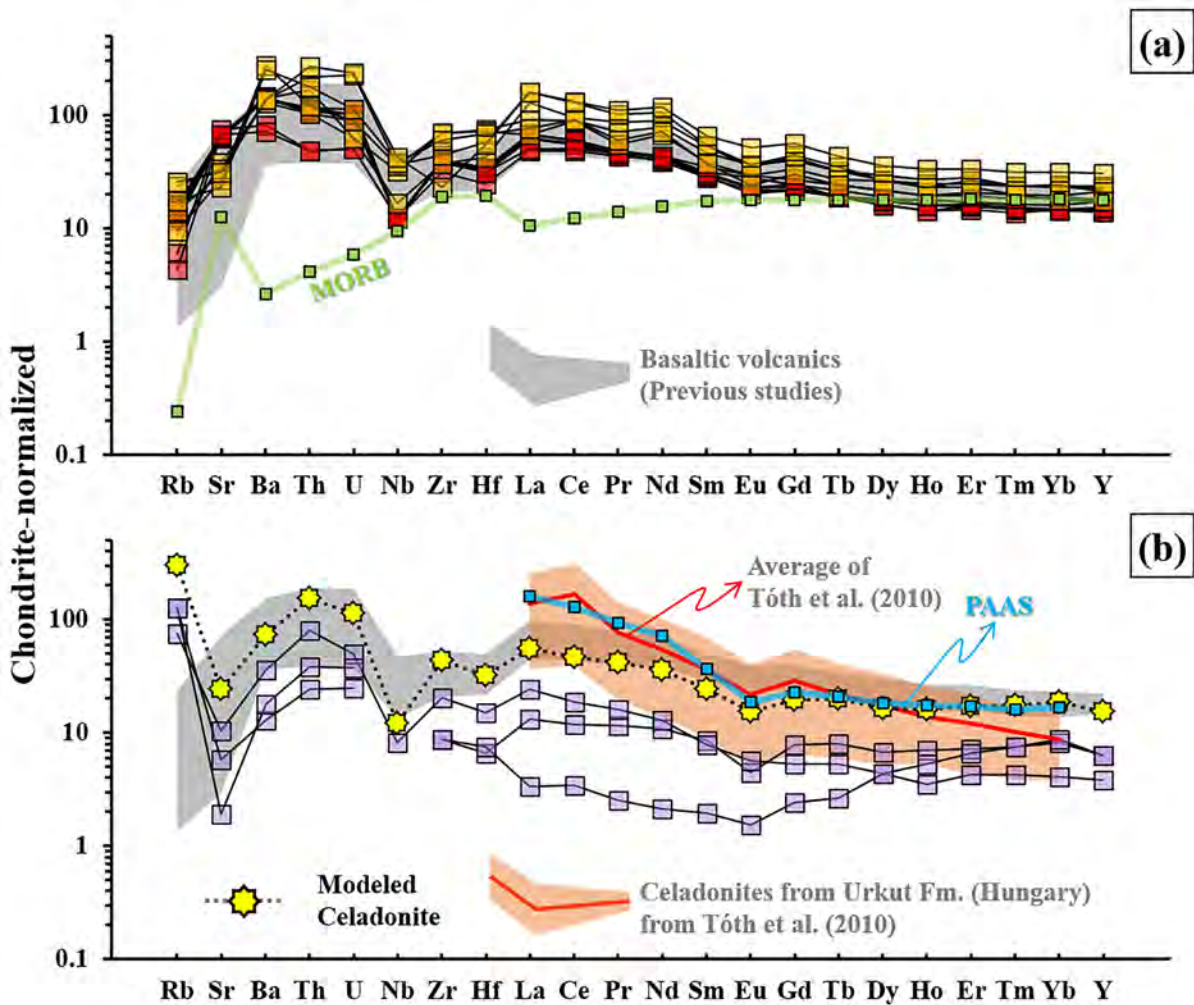 (a)
100
10
1
0.1
MORB
Basaltic volcanics
(Previous studies)
Rb Sr Ba Th U Nb Zr Hf La Ce Pr Nd Sm Eu Gd Tb Dy Ho Er Tm Yb Y
Chondrite-normalized
(b)
100
10
1
0.1
Average of
Tóth et al. (2010)
PAAS
Modeled
Celadonite
Celadonites from Urkut Fm. (Hungary)
from Tóth et al. (2010)
Rb Sr Ba Th U Nb Zr Hf La Ce Pr Nd Sm Eu Gd Tb Dy Ho Er Tm Yb Y